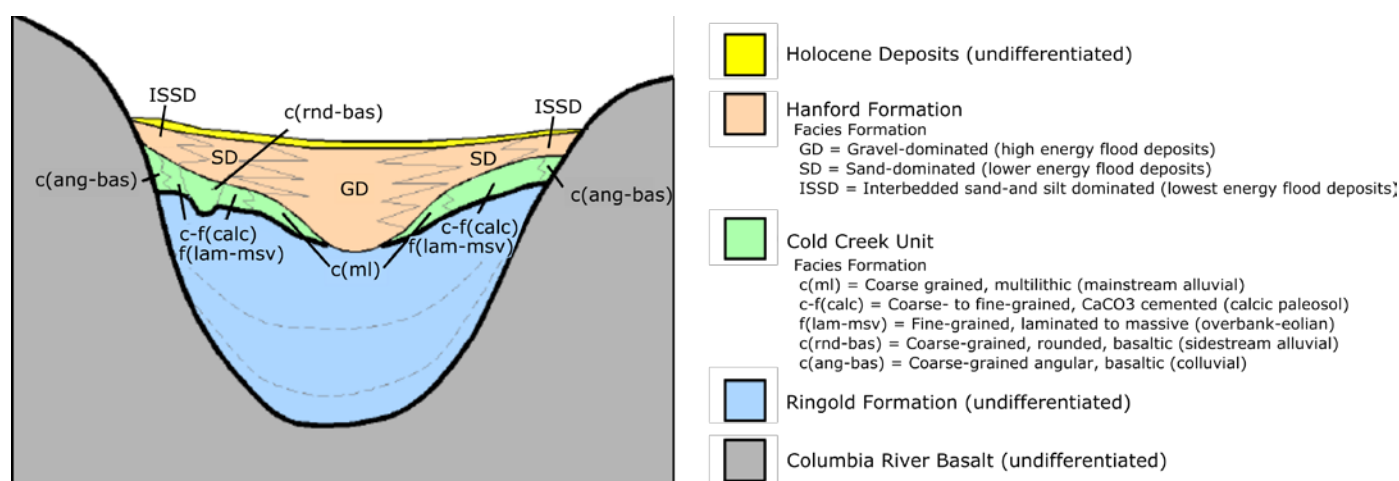 ISSD
c(rnd-bas)
ISSD
SD
SD
GD
c(ang-bas)
c(ang-bas)
c-f(calc)
f(lam-msv)
c-f(calc)
f(lam-msv)
c(ml)
Holocene Deposits (undifferentiated)
Hanford Formation
Facies Formation
GD = Gravel-dominated (high energy flood deposits)
SD = Sand-dominated (lower energy flood deposits)
ISSD = Interbedded sand-and silt dominated (lowest energy flood deposits)
Cold Creek Unit
Facies Formation
c(ml) = Coarse grained, multilithic (mainstream alluvial)
c-f(calc) = Coarse- to fine-grained, CaCO3 cemented (calcic paleosol)
f(lam-msv) = Fine-grained, laminated to massive (overbank-eolian)
c(rnd-bas) = Coarse-grained, rounded, basaltic (sidestream alluvial)
c(ang-bas) = Coarse-grained angular, basaltic (colluvial)
Ringold Formation (undifferentiated)
Columbia River Basalt (undifferentiated)